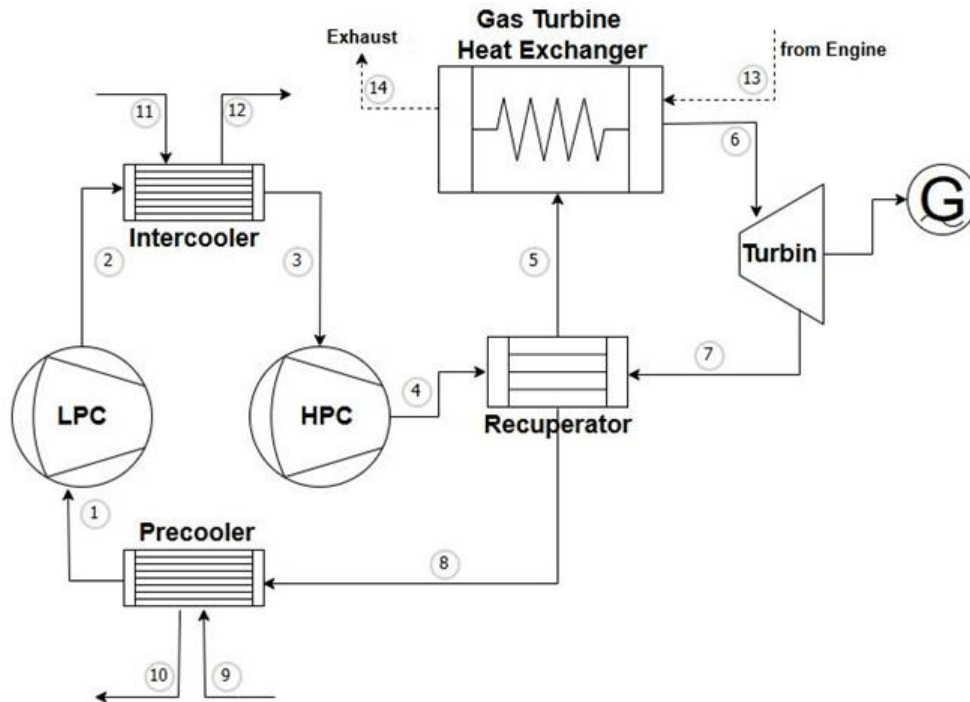 Gas Turbine
Heat Exchanger
Exhaust
from Engine
14
13
11
12
6
Intercooler
G
2
3
5
Turbin
7
4
LPC
HPC
Recuperator
1
Precooler
8
10
9